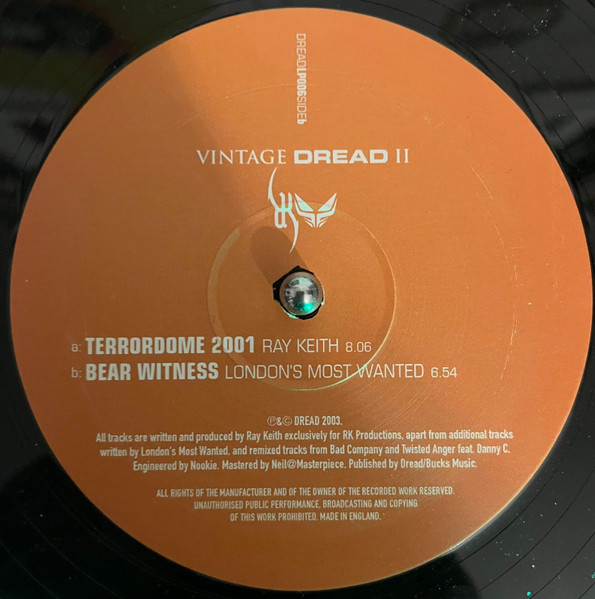 DREADLP006SIDEb
VINTAGE DREAD II
a: TERRORDOME 2001 RAY KEITH 8.06
b: BEAR WITNESS LONDON'S MOST WANTED 6.54
℗&© DREAD 2003.
All tracks are written and produced by Ray Keith exclusively for RK Productions, apart from additional tracks
written by London's Most Wanted, and remixed tracks from Bad Company and Twisted Anger feat. Danny C.
Engineered by Nookie. Mastered by Neil@Masterpiece. Published by Dread/Bucks Music.
ALL RIGHTS OF THE MANUFACTURER AND OF THE OWNER OF THE RECORDED WORK RESERVED.
UNAUTHORISED PUBLIC PERFORMANCE, BROADCASTING AND COPYING
OF THIS WORK PROHIBITED. MADE IN ENGLAND.